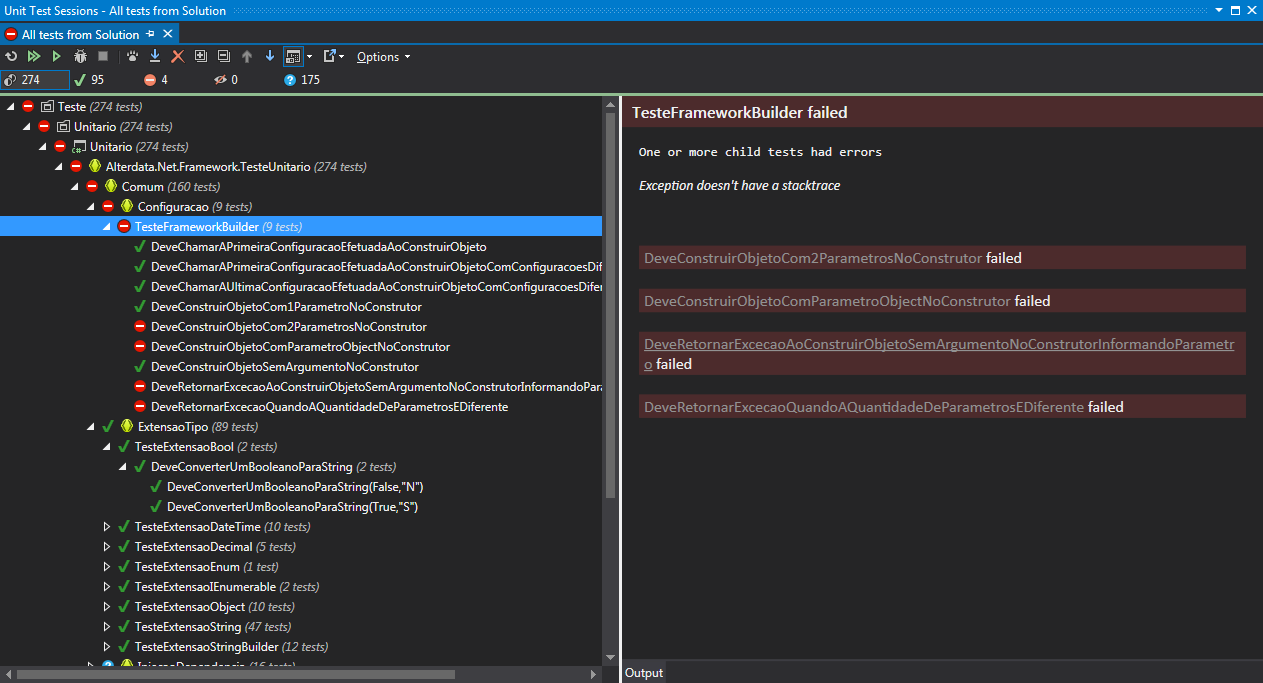 Unit Test Sessions - All tests from Solution
All tests from Solution
Options
274 95 4 0 175
Teste (274 tests)
Unitario (274 tests)
Unitario (274 tests)
Alterdata.Net.Framework.TesteUnitario (274 tests)
Comum (160 tests)
Configuracao (9 tests)
TesteFrameworkBuilder (9 tests)
DeveChamarAPrimeiraConfiguracaoEfetuadaAoConstruirObjeto
DeveChamarAPrimeiraConfiguracaoEfetuadaAoConstruirObjetoComConfiguracoesDif
DeveChamarAUltimaConfiguracaoEfetuadaAoConstruirObjetoComConfiguracoesDifer
DeveConstruirObjetoCom1ParametroNoConstrutor
DeveConstruirObjetoCom2ParametrosNoConstrutor
DeveConstruirObjetoComParametroObjectNoConstrutor
DeveConstruirObjetoSemArgumentoNoConstrutor
DeveRetornarExcecaoAoConstruirObjetoSemArgumentoNoConstrutorInformandoPara
DeveRetornarExcecaoQuandoAQuantidadeDeParametrosEDiferente
ExtensaoTipo (89 tests)
TesteExtensaoBool (2 tests)
DeveConverterUmBooleanoParaString (2 tests)
DeveConverterUmBooleanoParaString(False,"N")
DeveConverterUmBooleanoParaString(True,"S")
TesteExtensaoDateTime (10 tests)
TesteExtensaoDecimal (5 tests)
TesteExtensaoEnum (1 test)
TesteExtensaoIEnumerable (2 tests)
TesteExtensaoObject (10 tests)
TesteExtensaoString (47 tests)
TesteExtensaoStringBuilder (12 tests)
InjecaoDependencia (16 tests)
TesteFrameworkBuilder failed
One or more child tests had errors
Exception doesn't have a stacktrace
DeveConstruirObjetoCom2ParametrosNoConstrutor failed
DeveConstruirObjetoComParametroObjectNoConstrutor failed
DeveRetornarExcecaoAoConstruirObjetoSemArgumentoNoConstrutorInformandoParametr
o failed
DeveRetornarExcecaoQuandoAQuantidadeDeParametrosEDiferente failed
Output